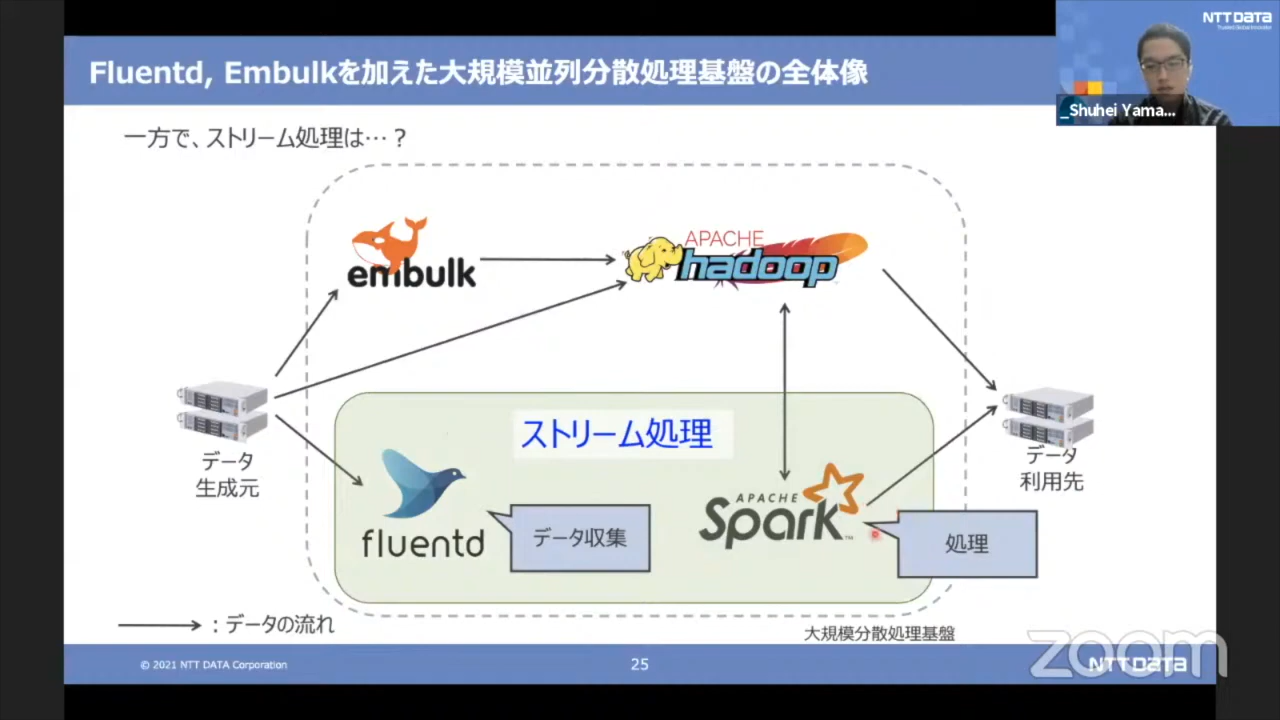 NTT DATA
Trusted Global Innovator
_Shuhei Yama...
Fluentd, Embulkを加えた大規模並列分散処理基盤の全体像
一方で、ストリーム処理は…？
embulk
APACHE
hadoop
データ
生成元
ストリーム処理
データ
利用先
fluentd
データ収集
APACHE
Spark™
処理
：データの流れ
大規模分散処理基盤
© 2021 NTT DATA Corporation
25
NTT DATA
zoom